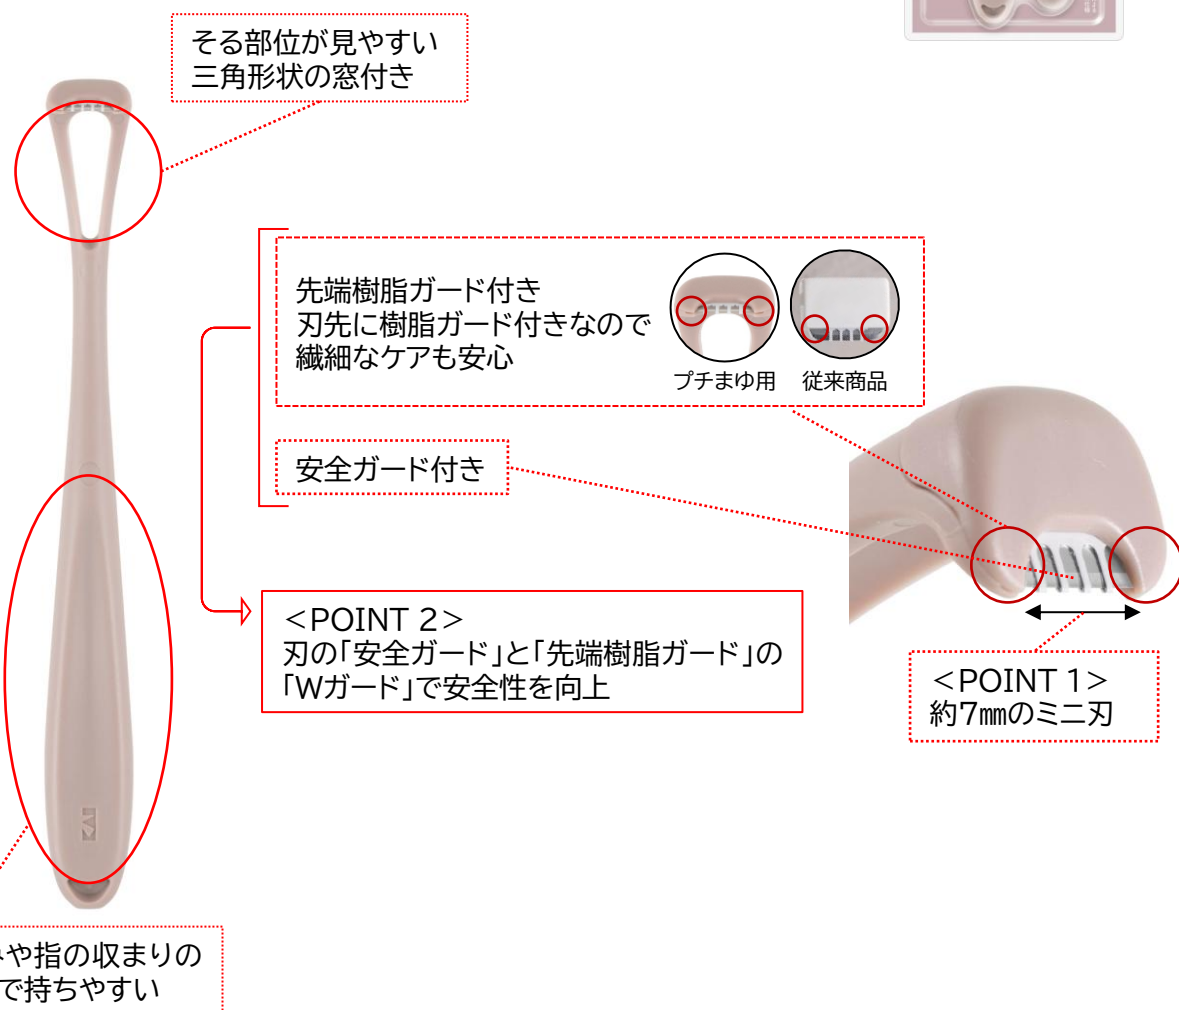 そる部位が見やすい
三角形状の窓付き
先端樹脂ガード付き
刃先に樹脂ガード付きなので
繊細なケアも安心
プチまゆ用
従来商品
安全ガード付き
<POINT 2>
刃の「安全ガード」と「先端樹脂ガード」の
「Wガード」で安全性を向上
<POINT 1>
約7㎜のミニ刃
や指の収まりの
で持ちやすい